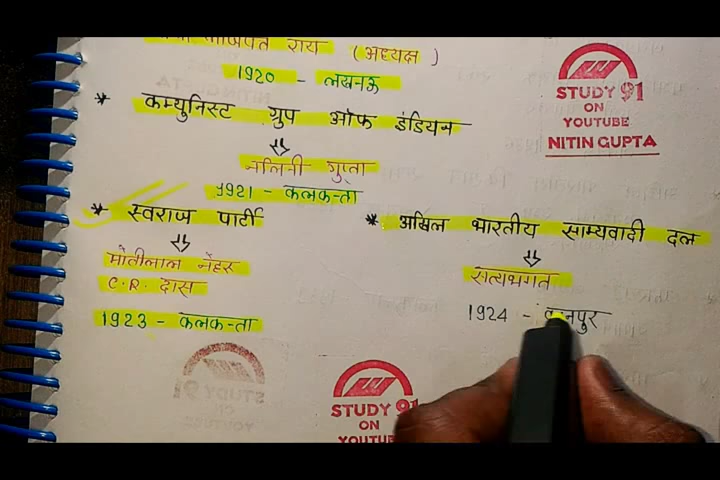 राय (अध्यक्ष)
1920 - लखनऊ
* कम्युनिस्ट ग्रुप ऑफ इंडियन
नलिनी गुप्ता
1921 - कलकत्ता
* स्वराज पार्टी
मोतीलाल नेहरू
C.R. दास
1923 - कलकत्ता
* अखिल भारतीय साम्यवादी दल
सत्यभगत
1924 - कानपुर
STUDY 91
ON
YOUTUBE
NITIN GUPTA
STUDY 91
ON